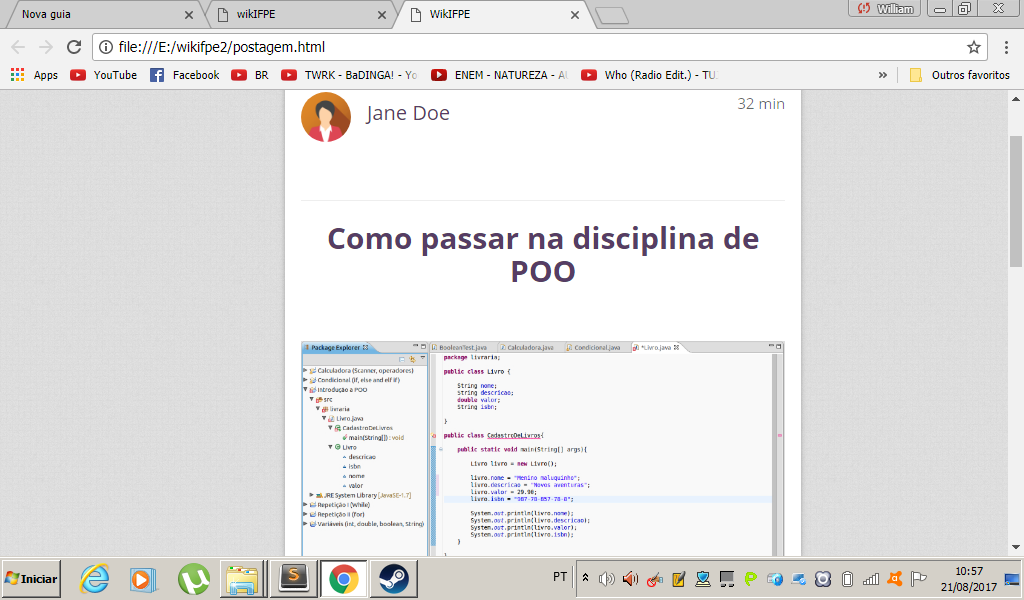 Nova guia
wikIFPE
WikIFPE
William
file:///E:/wikifpe2/postagem.html
Apps
YouTube
Facebook
BR
TWRK - BaDINGA! - Yo
ENEM - NATUREZA - A
Who (Radio Edit.) - TU
»
Outros favoritos
Jane Doe
32 min
Como passar na disciplina de
POO
Package Explorer
BooleanTest.java
Calculadora.java
Condicional.java
*Livro.java
Calculadora (Scanner, operadores)
Condicional (if, else and elf if)
Introdução a POO
src
livraria
Livro.java
CadastroDeLivros
main(String[]) : void
Livro
descricao
isbn
nome
valor
JRE System Library [JavaSE-1.7]
Repetição I (While)
Repetição II (for)
Variáveis (int, double, boolean, String)
package livraria;
public class Livro {
String nome;
String descricao;
double valor;
String isbn;
}
public class CadastroDeLivros{
public static void main(String[] args){
Livro livro = new Livro();
livro.nome = "Menino maluquinho";
livro.descricao = "Novos aventuras";
livro.valor = 20.90;
livro.isbn = "987-78-857-78-8";
System.out.println(livro.nome);
System.out.println(livro.descricao);
System.out.println(livro.valor);
System.out.println(livro.isbn);
}
Iniciar
PT
10:57
21/08/2017